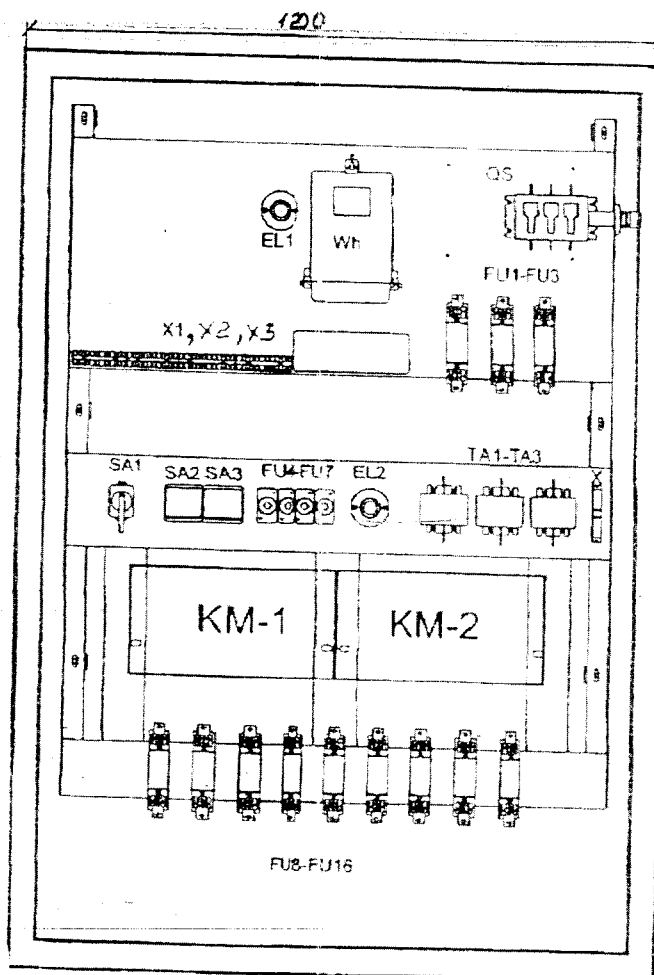 1200
QS
EL1
Wh
FU1-FU3
X1, X2, X3
TA1-TA3
SA1 SA2 SA3 FU4-FU7 EL2
KM-1 KM-2
FU8-FU16